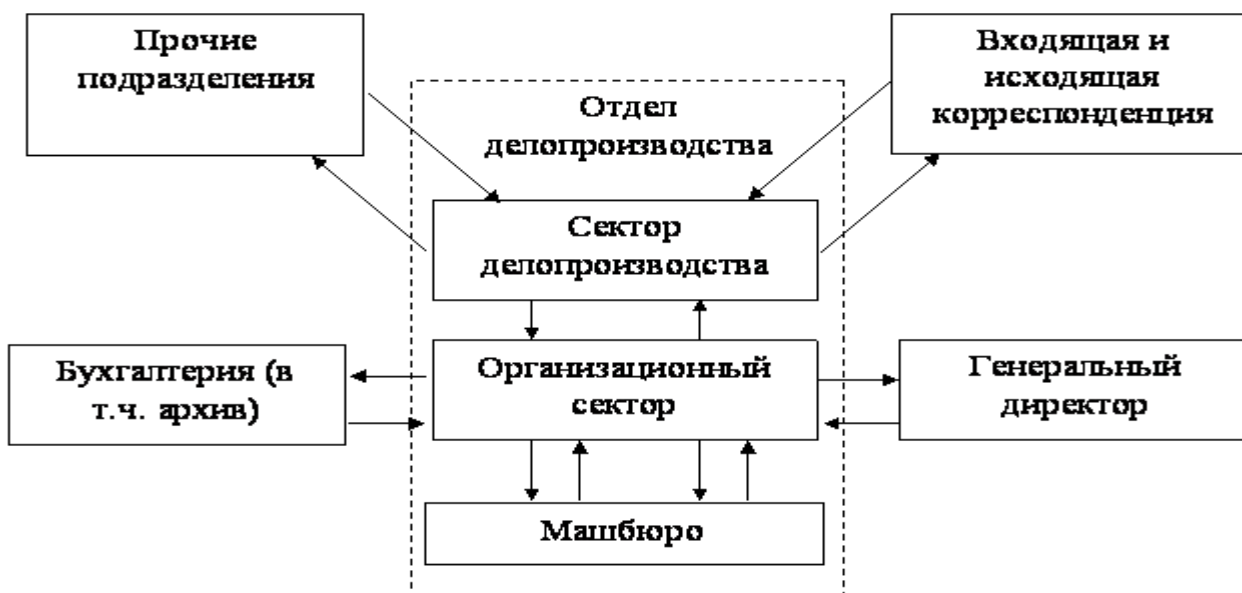 Прочие
подразделения
Входящая и
исходящая
корреспонденция
Отдел
делопроизводства
Сектор
делопроизводства
Бухгалтерия (в
т.ч. архив)
Организационный
сектор
Генеральный
директор
Машбюро